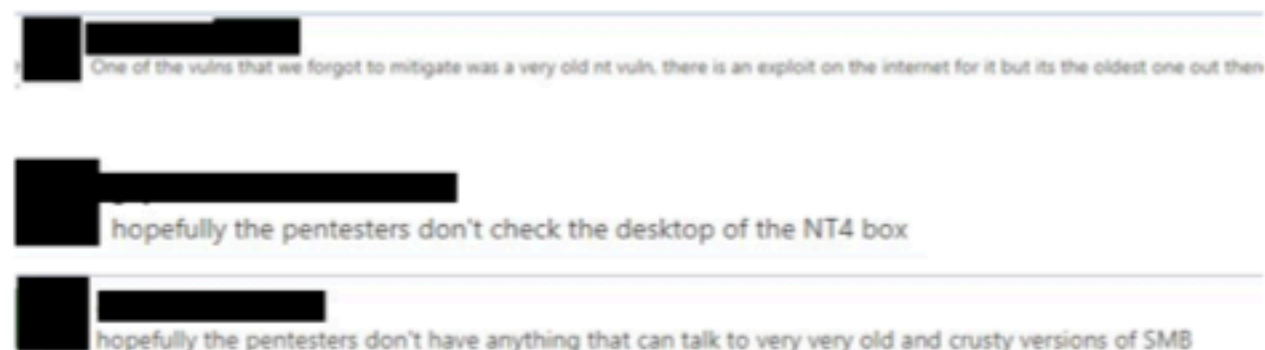 One of the vulns that we forgot to mitigate was a very old nt vuln, there is an exploit on the internet for it but its the oldest one out there
hopefully the pentesters don't check the desktop of the NT4 box
hopefully the pentesters don't have anything that can talk to very very old and crusty versions of SMB